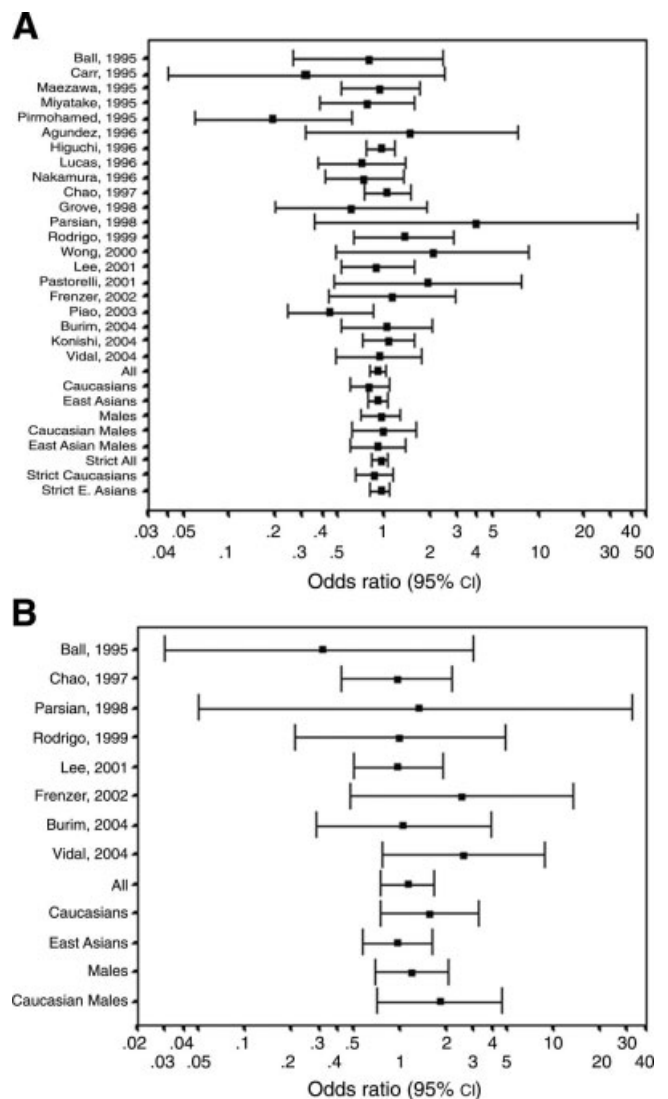 A
Ball, 1995
Carr, 1995
Maezawa, 1995
Miyatake, 1995
Pirmohamed, 1995
Agundez, 1996
Higuchi, 1996
Lucas, 1996
Nakamura, 1996
Chao, 1997
Grove, 1998
Parsian, 1998
Rodrigo, 1999
Wong, 2000
Lee, 2001
Pastorelli, 2001
Frenzer, 2002
Piao, 2003
Burim, 2004
Konishi, 2004
Vidal, 2004
All
Caucasians
East Asians
Males
Caucasian Males
East Asian Males
Strict All
Strict Caucasians
Strict E. Asians
.03 .05 .1 .2 .4 1 3 5 20 40
.04 .3 .5 2 4 10 30 50
Odds ratio (95% CI)
B
Ball, 1995
Chao, 1997
Parsian, 1998
Rodrigo, 1999
Lee, 2001
Frenzer, 2002
Burim, 2004
Vidal, 2004
All
Caucasians
East Asians
Males
Caucasian Males
.02 .04 .1 .3 .5 2 4 10 30
.03 .05 .2 .4 1 3 5 20 40
Odds ratio (95% CI)